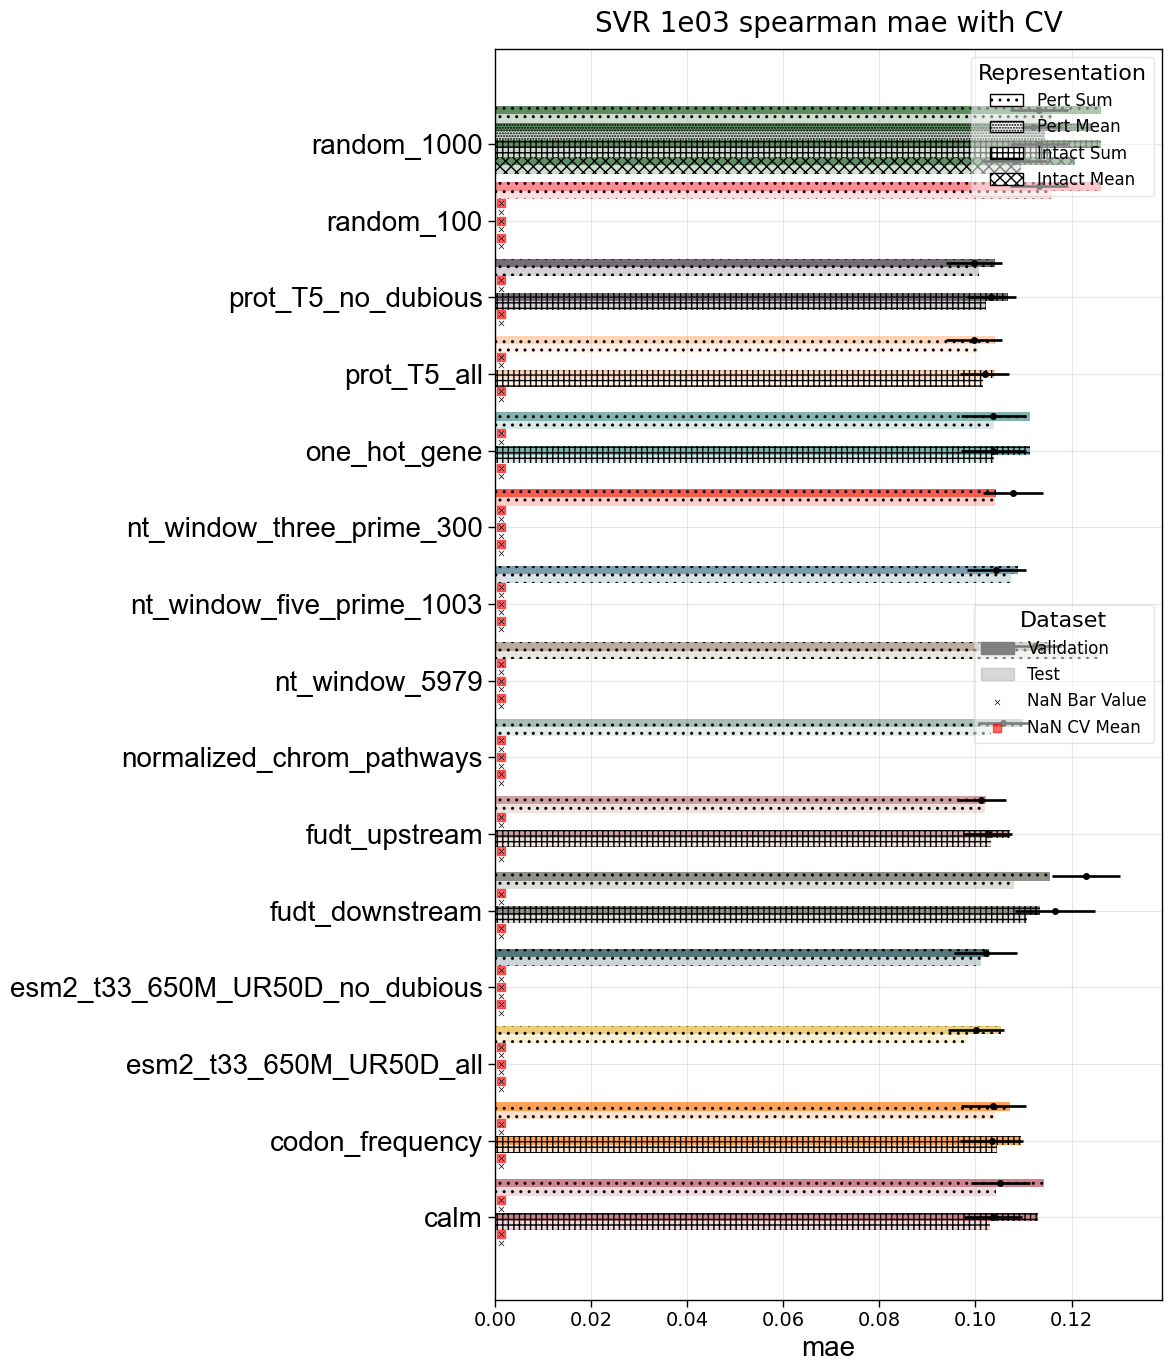 SVR 1e03 spearman mae with CV
Representation
Pert Sum
Pert Mean
Intact Sum
Intact Mean
random_1000
random_100
prot_T5_no_dubious
prot_T5_all
one_hot_gene
nt_window_three_prime_300
nt_window_five_prime_1003
Dataset
Validation
Test
NaN Bar Value
NaN CV Mean
nt_window_5979
normalized_chrom_pathways
fudt_upstream
fudt_downstream
esm2_t33_650M_UR50D_no_dubious
esm2_t33_650M_UR50D_all
codon_frequency
calm
0.00 0.02 0.04 0.06 0.08 0.10 0.12
mae